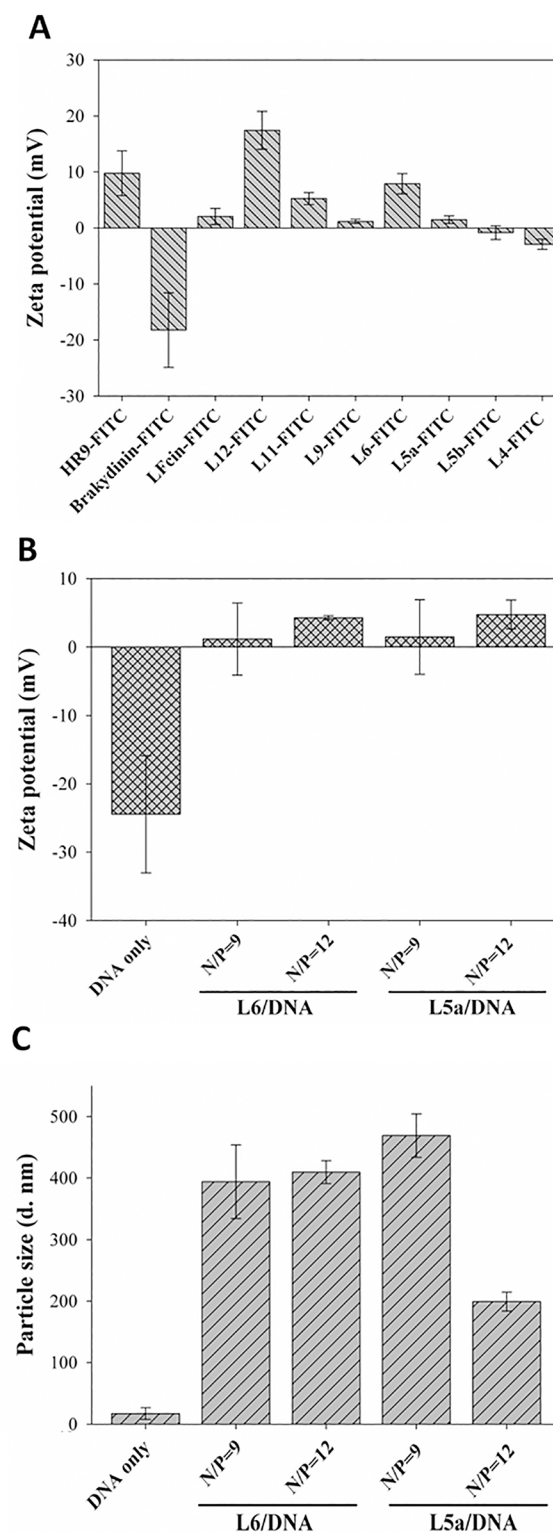 A
Zeta potential (mV)
30
20
10
0
-10
-20
-30
HR9-FITC
Brakydinin-FITC
LFcin-FITC
L12-FITC
L11-FITC
L9-FITC
L6-FITC
L5a-FITC
L5b-FITC
L4-FITC
B
Zeta potential (mV)
10
0
-10
-20
-30
-40
DNA only
N/P=9
N/P=12
N/P=9
N/P=12
L6/DNA
L5a/DNA
C
Particle size (d. nm)
500
400
300
200
100
0
DNA only
N/P=9
N/P=12
N/P=9
N/P=12
L6/DNA
L5a/DNA